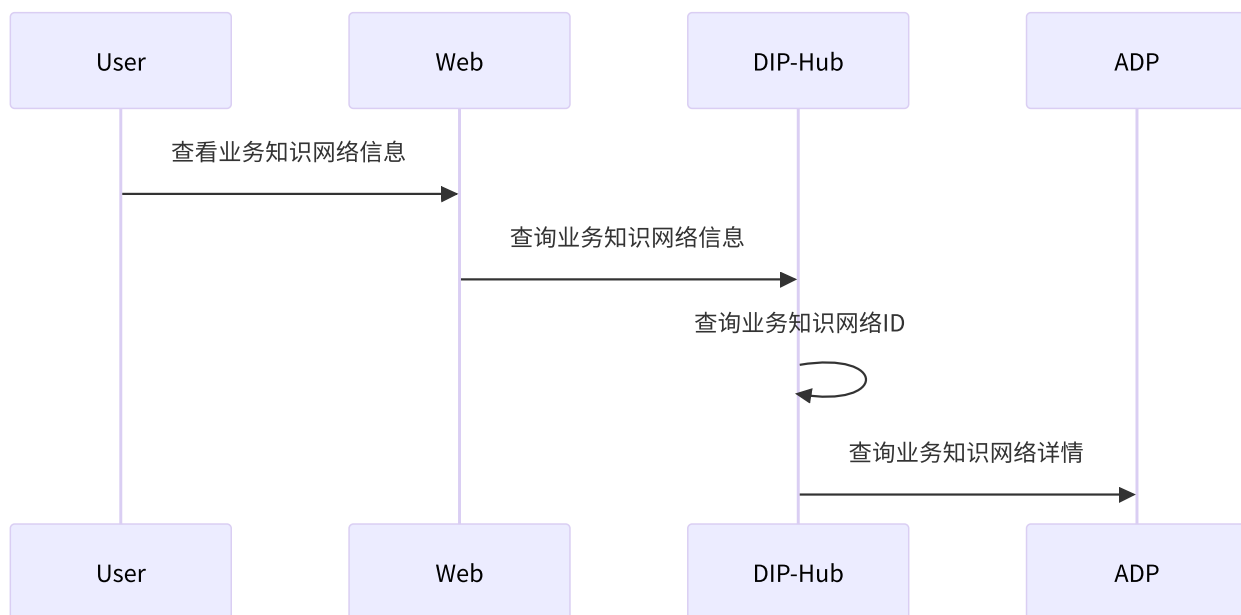 User
Web
DIP-Hub
ADP
查看业务知识网络信息
查询业务知识网络信息
查询业务知识网络ID
查询业务知识网络详情
User
Web
DIP-Hub
ADP